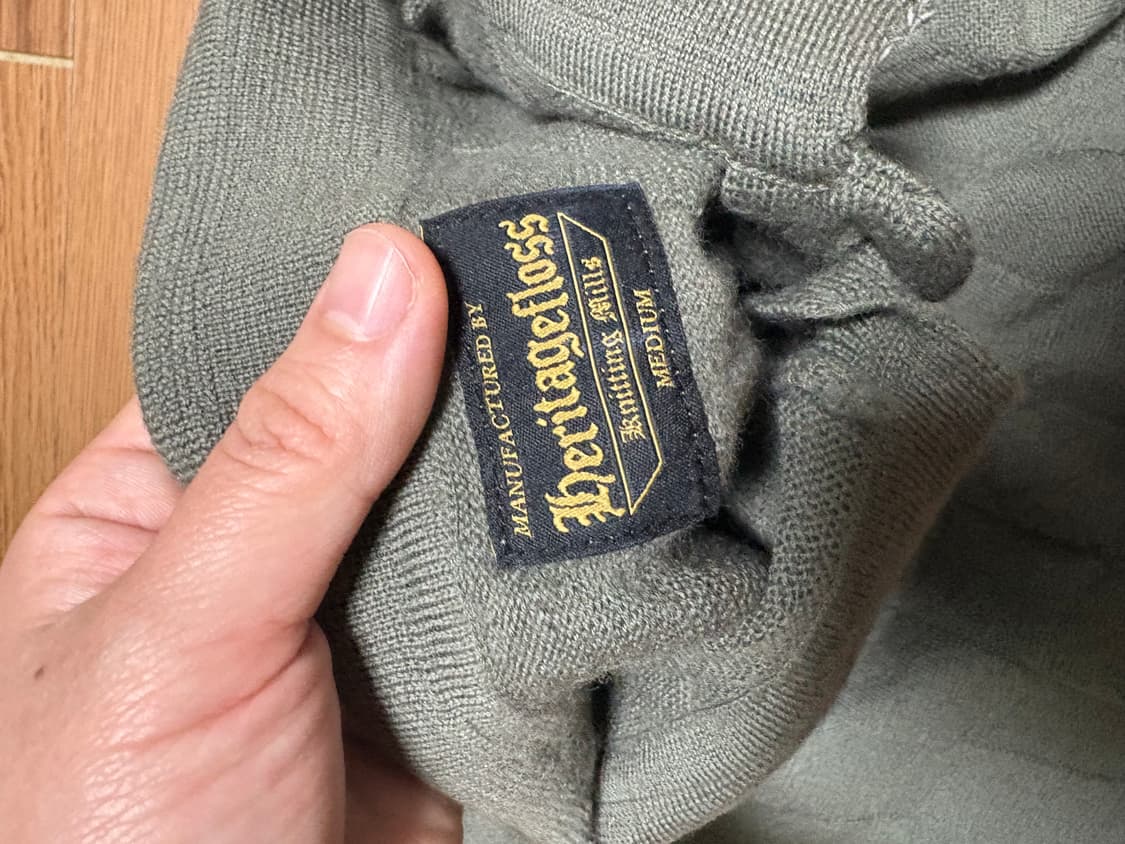 MANUFACTURED BY
Heritagefloss
Knitting Mills
MEDIUM